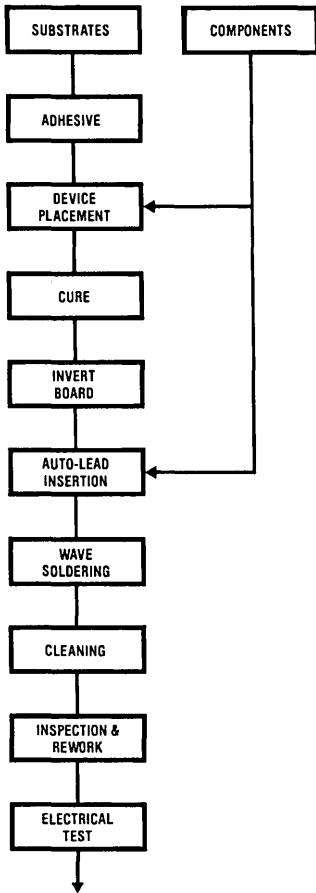 SUBSTRATES
COMPONENTS
ADHESIVE
DEVICE
PLACEMENT
CURE
INVERT
BOARD
AUTO-LEAD
INSERTION
WAVE
SOLDERING
CLEANING
INSPECTION &
REWORK
ELECTRICAL
TEST